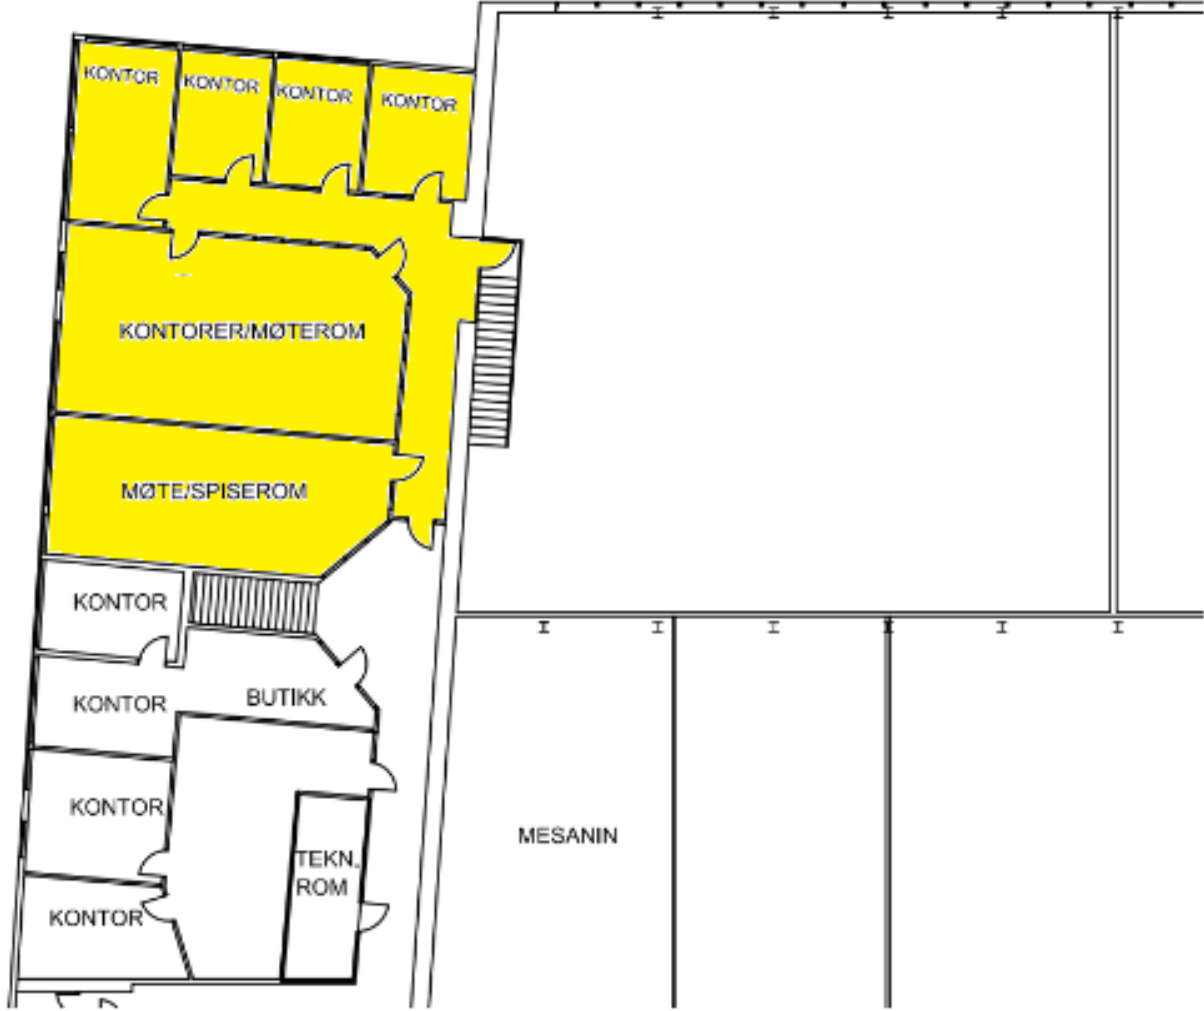 KONTOR
KONTOR
KONTOR
KONTOR
KONTORER/MØTEROM
MØTE/SPISEROM
KONTOR
KONTOR
BUTIKK
KONTOR
TEKN.
ROM
KONTOR
MESANIN